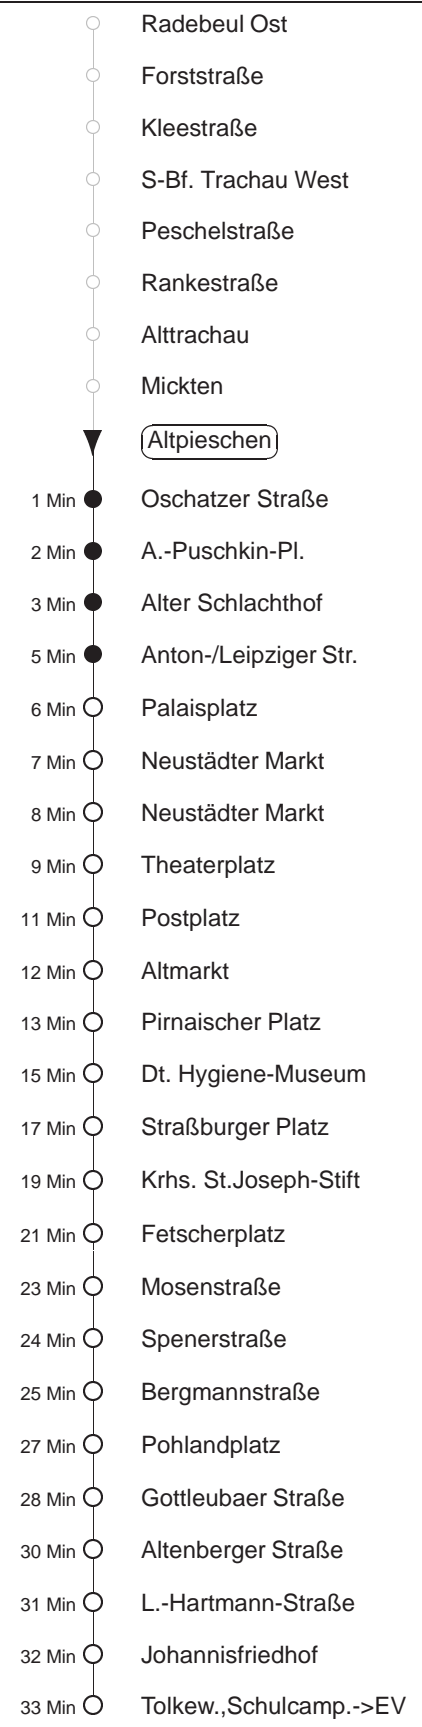 Radebeul Ost
Forststraße
Kleestraße
S-Bf. Trachau West
Peschelstraße
Rankestraße
Alttrachau
Mickten
Altpieschen
1 Min Oschatzer Straße
2 Min A.-Puschkin-Pl.
3 Min Alter Schlachthof
5 Min Anton-/Leipziger Str.
6 Min Palaisplatz
7 Min Neustädter Markt
8 Min Neustädter Markt
9 Min Theaterplatz
11 Min Postplatz
12 Min Altmarkt
13 Min Pirnaischer Platz
15 Min Dt. Hygiene-Museum
17 Min Straßburger Platz
19 Min Krhs. St.Joseph-Stift
21 Min Fetscherplatz
23 Min Mosenstraße
24 Min Spenerstraße
25 Min Bergmannstraße
27 Min Pohlandplatz
28 Min Gottleubaer Straße
30 Min Altenberger Straße
31 Min L.-Hartmann-Straße
32 Min Johannisfriedhof
33 Min Tolkew.,Schulcamp.->EV